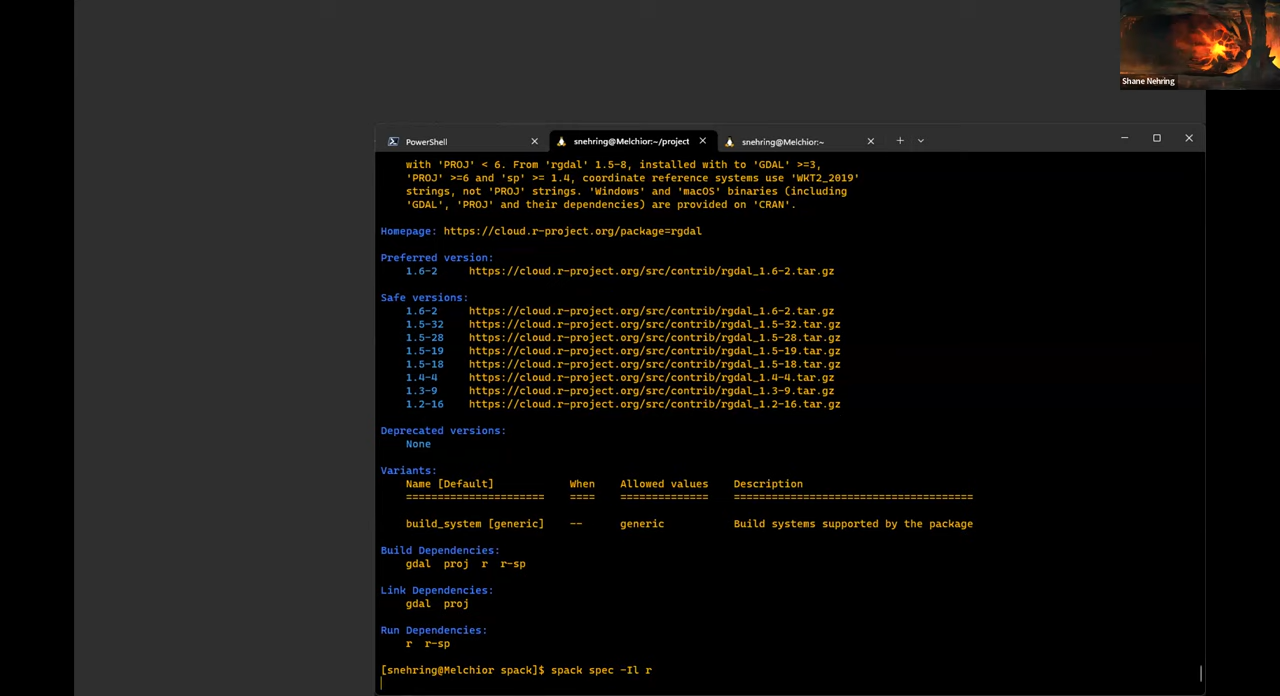 Shane Nehring
PowerShell
snehring@Melchior:~/project
snehring@Melchior:~
with 'PROJ' < 6. From 'rgdal' 1.5-8, installed with to 'GDAL' >=3,
'PROJ' >=6 and 'sp' >= 1.4, coordinate reference systems use 'WKT2_2019'
strings, not 'PROJ' strings. 'Windows' and 'macOS' binaries (including
'GDAL', 'PROJ' and their dependencies) are provided on 'CRAN'.
Homepage: https://cloud.r-project.org/package=rgdal
Preferred version:
1.6-2 https://cloud.r-project.org/src/contrib/rgdal_1.6-2.tar.gz
Safe versions:
1.6-2 https://cloud.r-project.org/src/contrib/rgdal_1.6-2.tar.gz
1.5-32 https://cloud.r-project.org/src/contrib/rgdal_1.5-32.tar.gz
1.5-28 https://cloud.r-project.org/src/contrib/rgdal_1.5-28.tar.gz
1.5-19 https://cloud.r-project.org/src/contrib/rgdal_1.5-19.tar.gz
1.5-18 https://cloud.r-project.org/src/contrib/rgdal_1.5-18.tar.gz
1.4-4 https://cloud.r-project.org/src/contrib/rgdal_1.4-4.tar.gz
1.3-9 https://cloud.r-project.org/src/contrib/rgdal_1.3-9.tar.gz
1.2-16 https://cloud.r-project.org/src/contrib/rgdal_1.2-16.tar.gz
Deprecated versions:
None
Variants:
Name [Default] When Allowed values Description
====================== ==== ============== ======================================
build_system [generic] -- generic Build systems supported by the package
Build Dependencies:
gdal proj r r-sp
Link Dependencies:
gdal proj
Run Dependencies:
r r-sp
[snehring@Melchior spack]$ spack spec -Il r